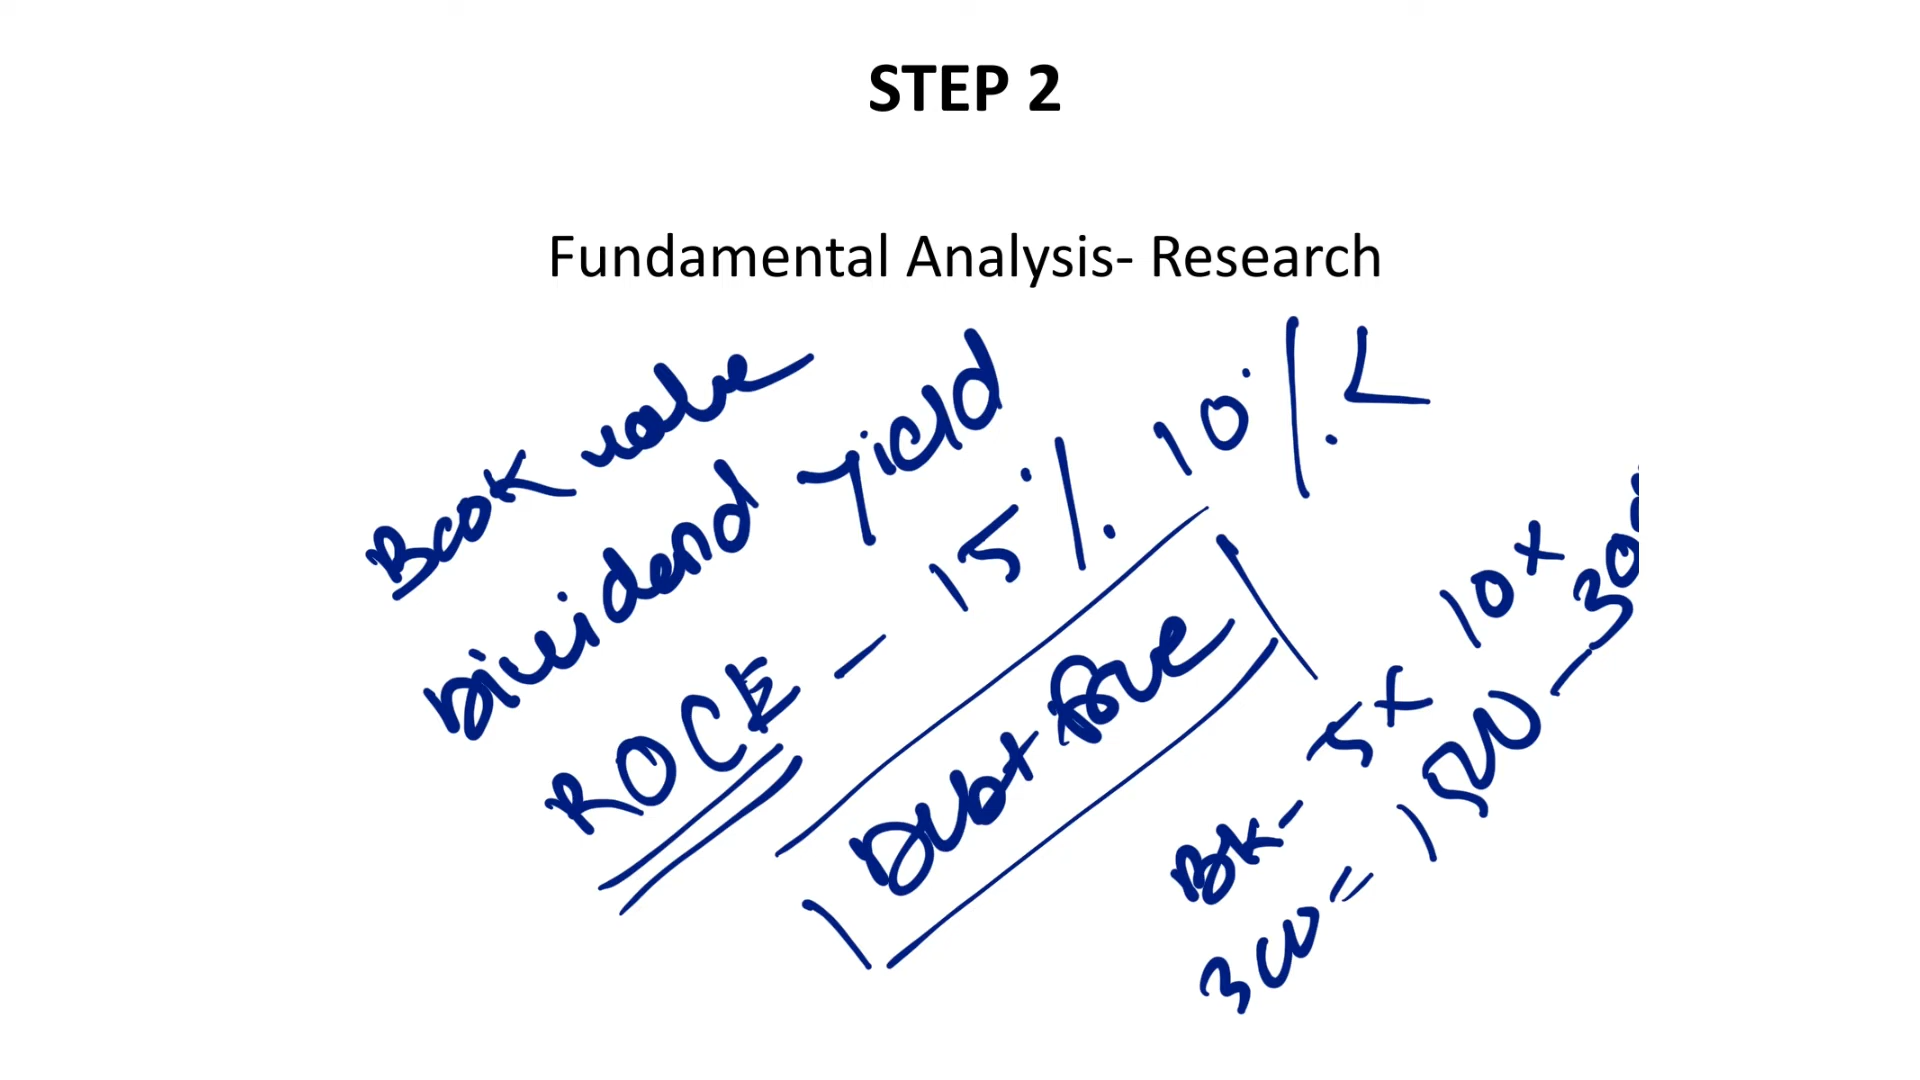 STEP 2
Fundamental Analysis- Research
Book value
Dividend Yield
ROCE - 15%. 10%. <
Debt free
BK - 5x 10x
300 = 1500 - 300